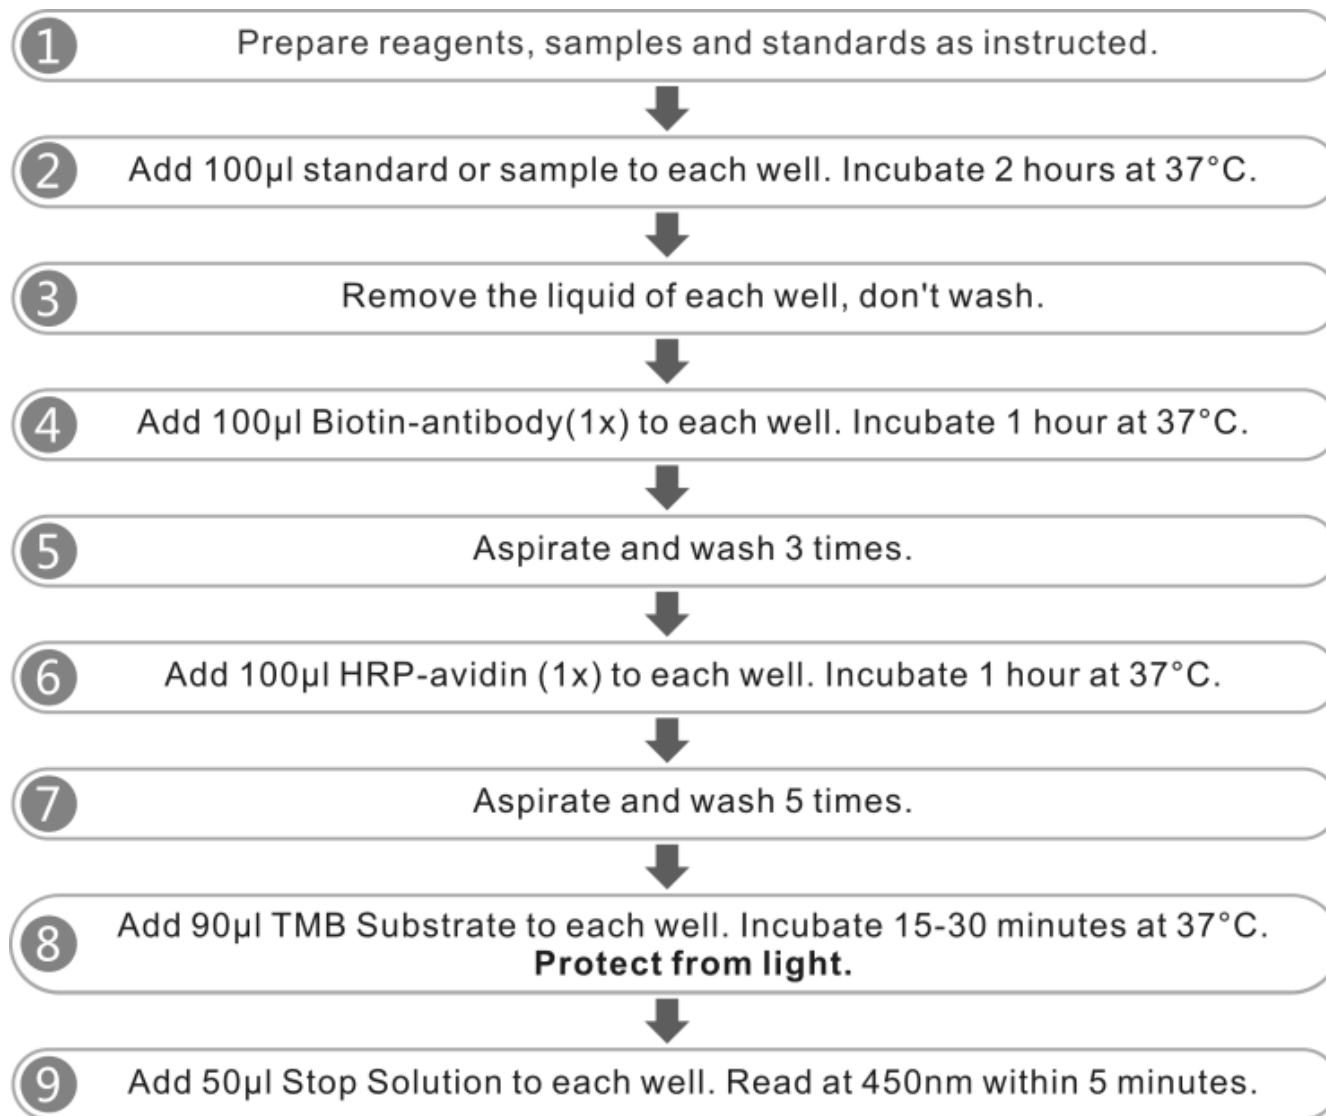 1 Prepare reagents, samples and standards as instructed.
2 Add 100µl standard or sample to each well. Incubate 2 hours at 37°C.
3 Remove the liquid of each well, don't wash.
4 Add 100µl Biotin-antibody(1x) to each well. Incubate 1 hour at 37°C.
5 Aspirate and wash 3 times.
6 Add 100µl HRP-avidin (1x) to each well. Incubate 1 hour at 37°C.
7 Aspirate and wash 5 times.
8 Add 90µl TMB Substrate to each well. Incubate 15-30 minutes at 37°C.
Protect from light.
9 Add 50µl Stop Solution to each well. Read at 450nm within 5 minutes.